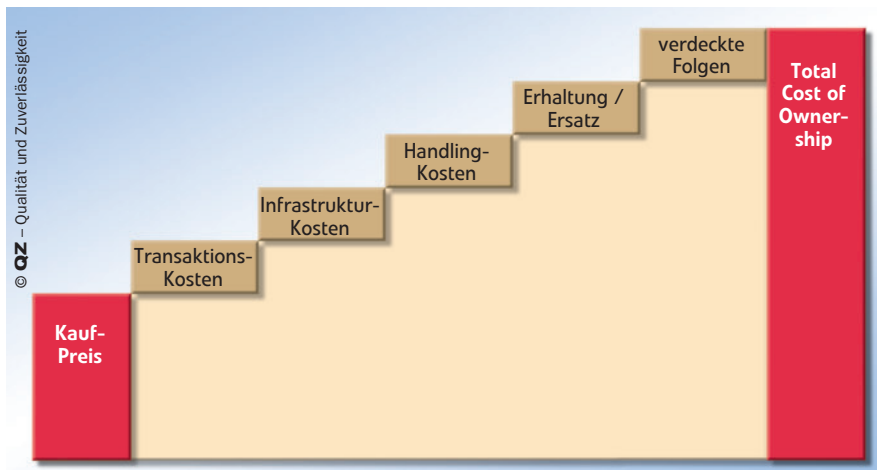 © QZ – Qualität und Zuverlässigkeit
Kauf-
Preis
Transaktions-
Kosten
Infrastruktur-
Kosten
Handling-
Kosten
Erhaltung /
Ersatz
verdeckte
Folgen
Total
Cost of
Owner-
ship